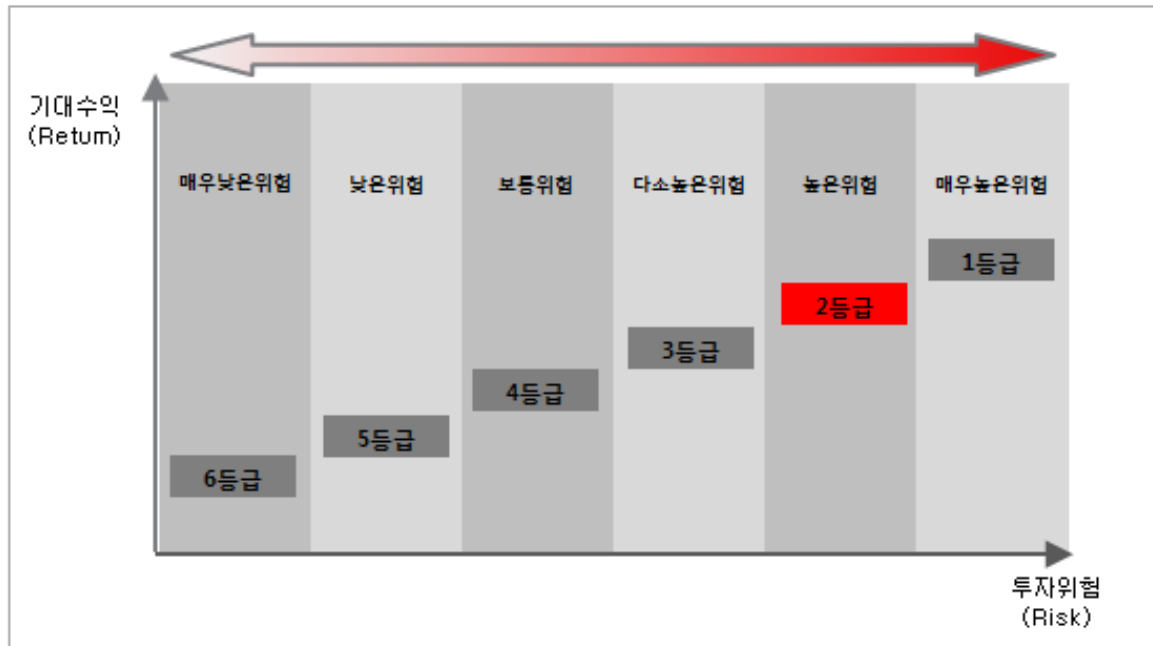 기대수익
(Return)
매우낮은위험 낮은위험 보통위험 다소높은위험 높은위험 매우높은위험
1등급
2등급
3등급
4등급
5등급
6등급
투자위험
(Risk)